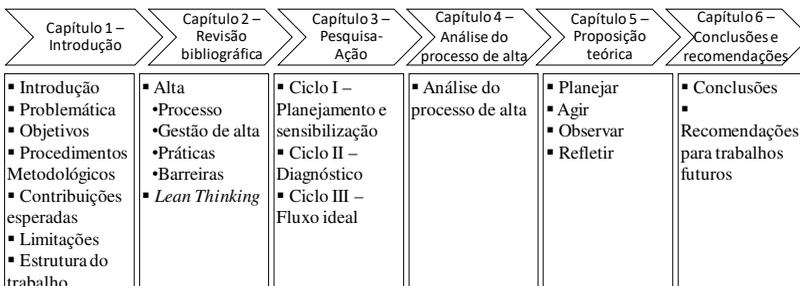 Capítulo 1 –
Introdução
Capítulo 2 –
Revisão
bibliográfica
Capítulo 3 –
Pesquisa-
Ação
Capítulo 4 –
Análise do
processo de alta
Capítulo 5 –
Proposição
teórica
Capítulo 6 –
Conclusões e
recomendações
▪ Introdução
▪ Problemática
▪ Objetivos
▪ Procedimentos
Metodológicos
▪ Contribuições
esperadas
▪ Limitações
▪ Estrutura do
trabalho
▪ Alta
•Processo
•Gestão de alta
•Práticas
•Barreiras
▪ Lean Thinking
▪ Ciclo I –
Planejamento e
sensibilização
▪ Ciclo II –
Diagnóstico
▪ Ciclo III –
Fluxo ideal
▪ Análise do
processo de alta
▪ Planejar
▪ Agir
▪ Observar
▪ Refletir
▪ Conclusões
▪
Recomendações
para trabalhos
futuros